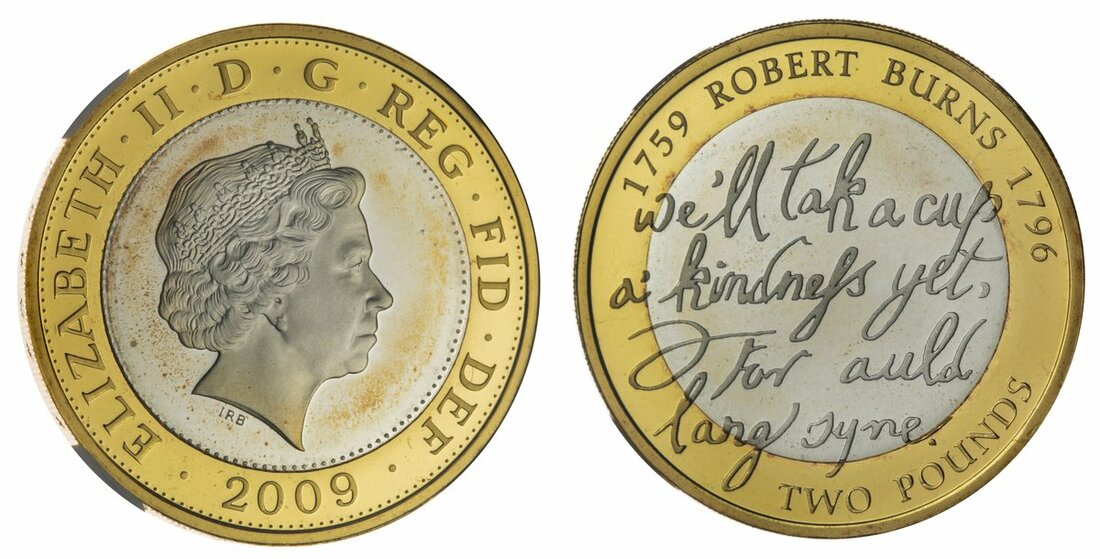 ELIZABETH · II · D · G · REG · FID · DEF ·
2009
IRB
1759 ROBERT BURNS 1796
we'll tak a cup
a' kindneſs yet,
For auld
lang syne.
TWO POUNDS